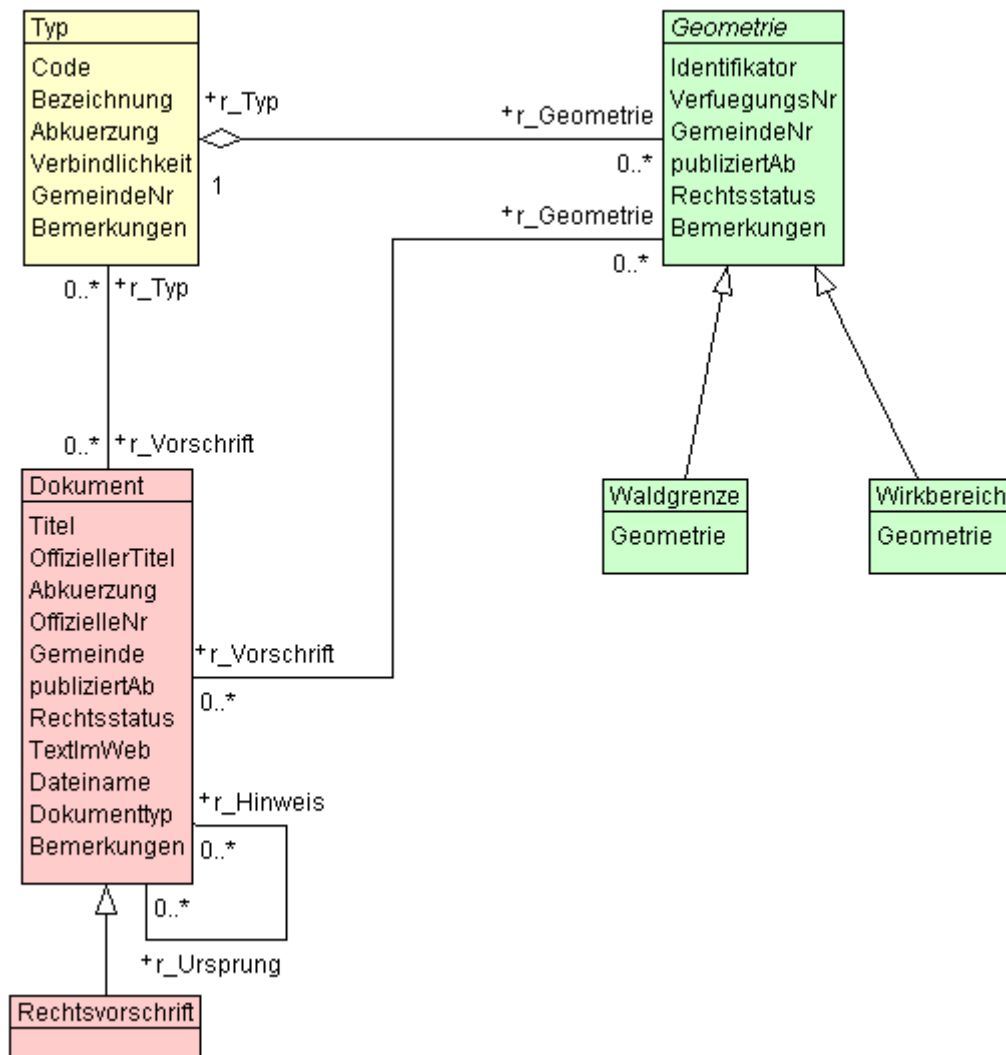 Typ
Code
Bezeichnung
Abkuerzung
Verbindlichkeit
GemeindeNr
Bemerkungen
+r_Typ
1
+r_Geometrie
0..*
Geometrie
Identifikator
VerfuegungsNr
GemeindeNr
publiziertAb
Rechtsstatus
Bemerkungen
+r_Geometrie
0..*
0..* +r_Typ
0..* +r_Vorschrift
Dokument
Titel
OffiziellerTitel
Abkuerzung
OffizielleNr
Gemeinde
publiziertAb
Rechtsstatus
TextImWeb
Dateiname
Dokumenttyp
Bemerkungen
+r_Vorschrift
0..*
+r_Hinweis
0..*
0..*
+r_Ursprung
Waldgrenze
Geometrie
Wirkbereich
Geometrie
Rechtsvorschrift